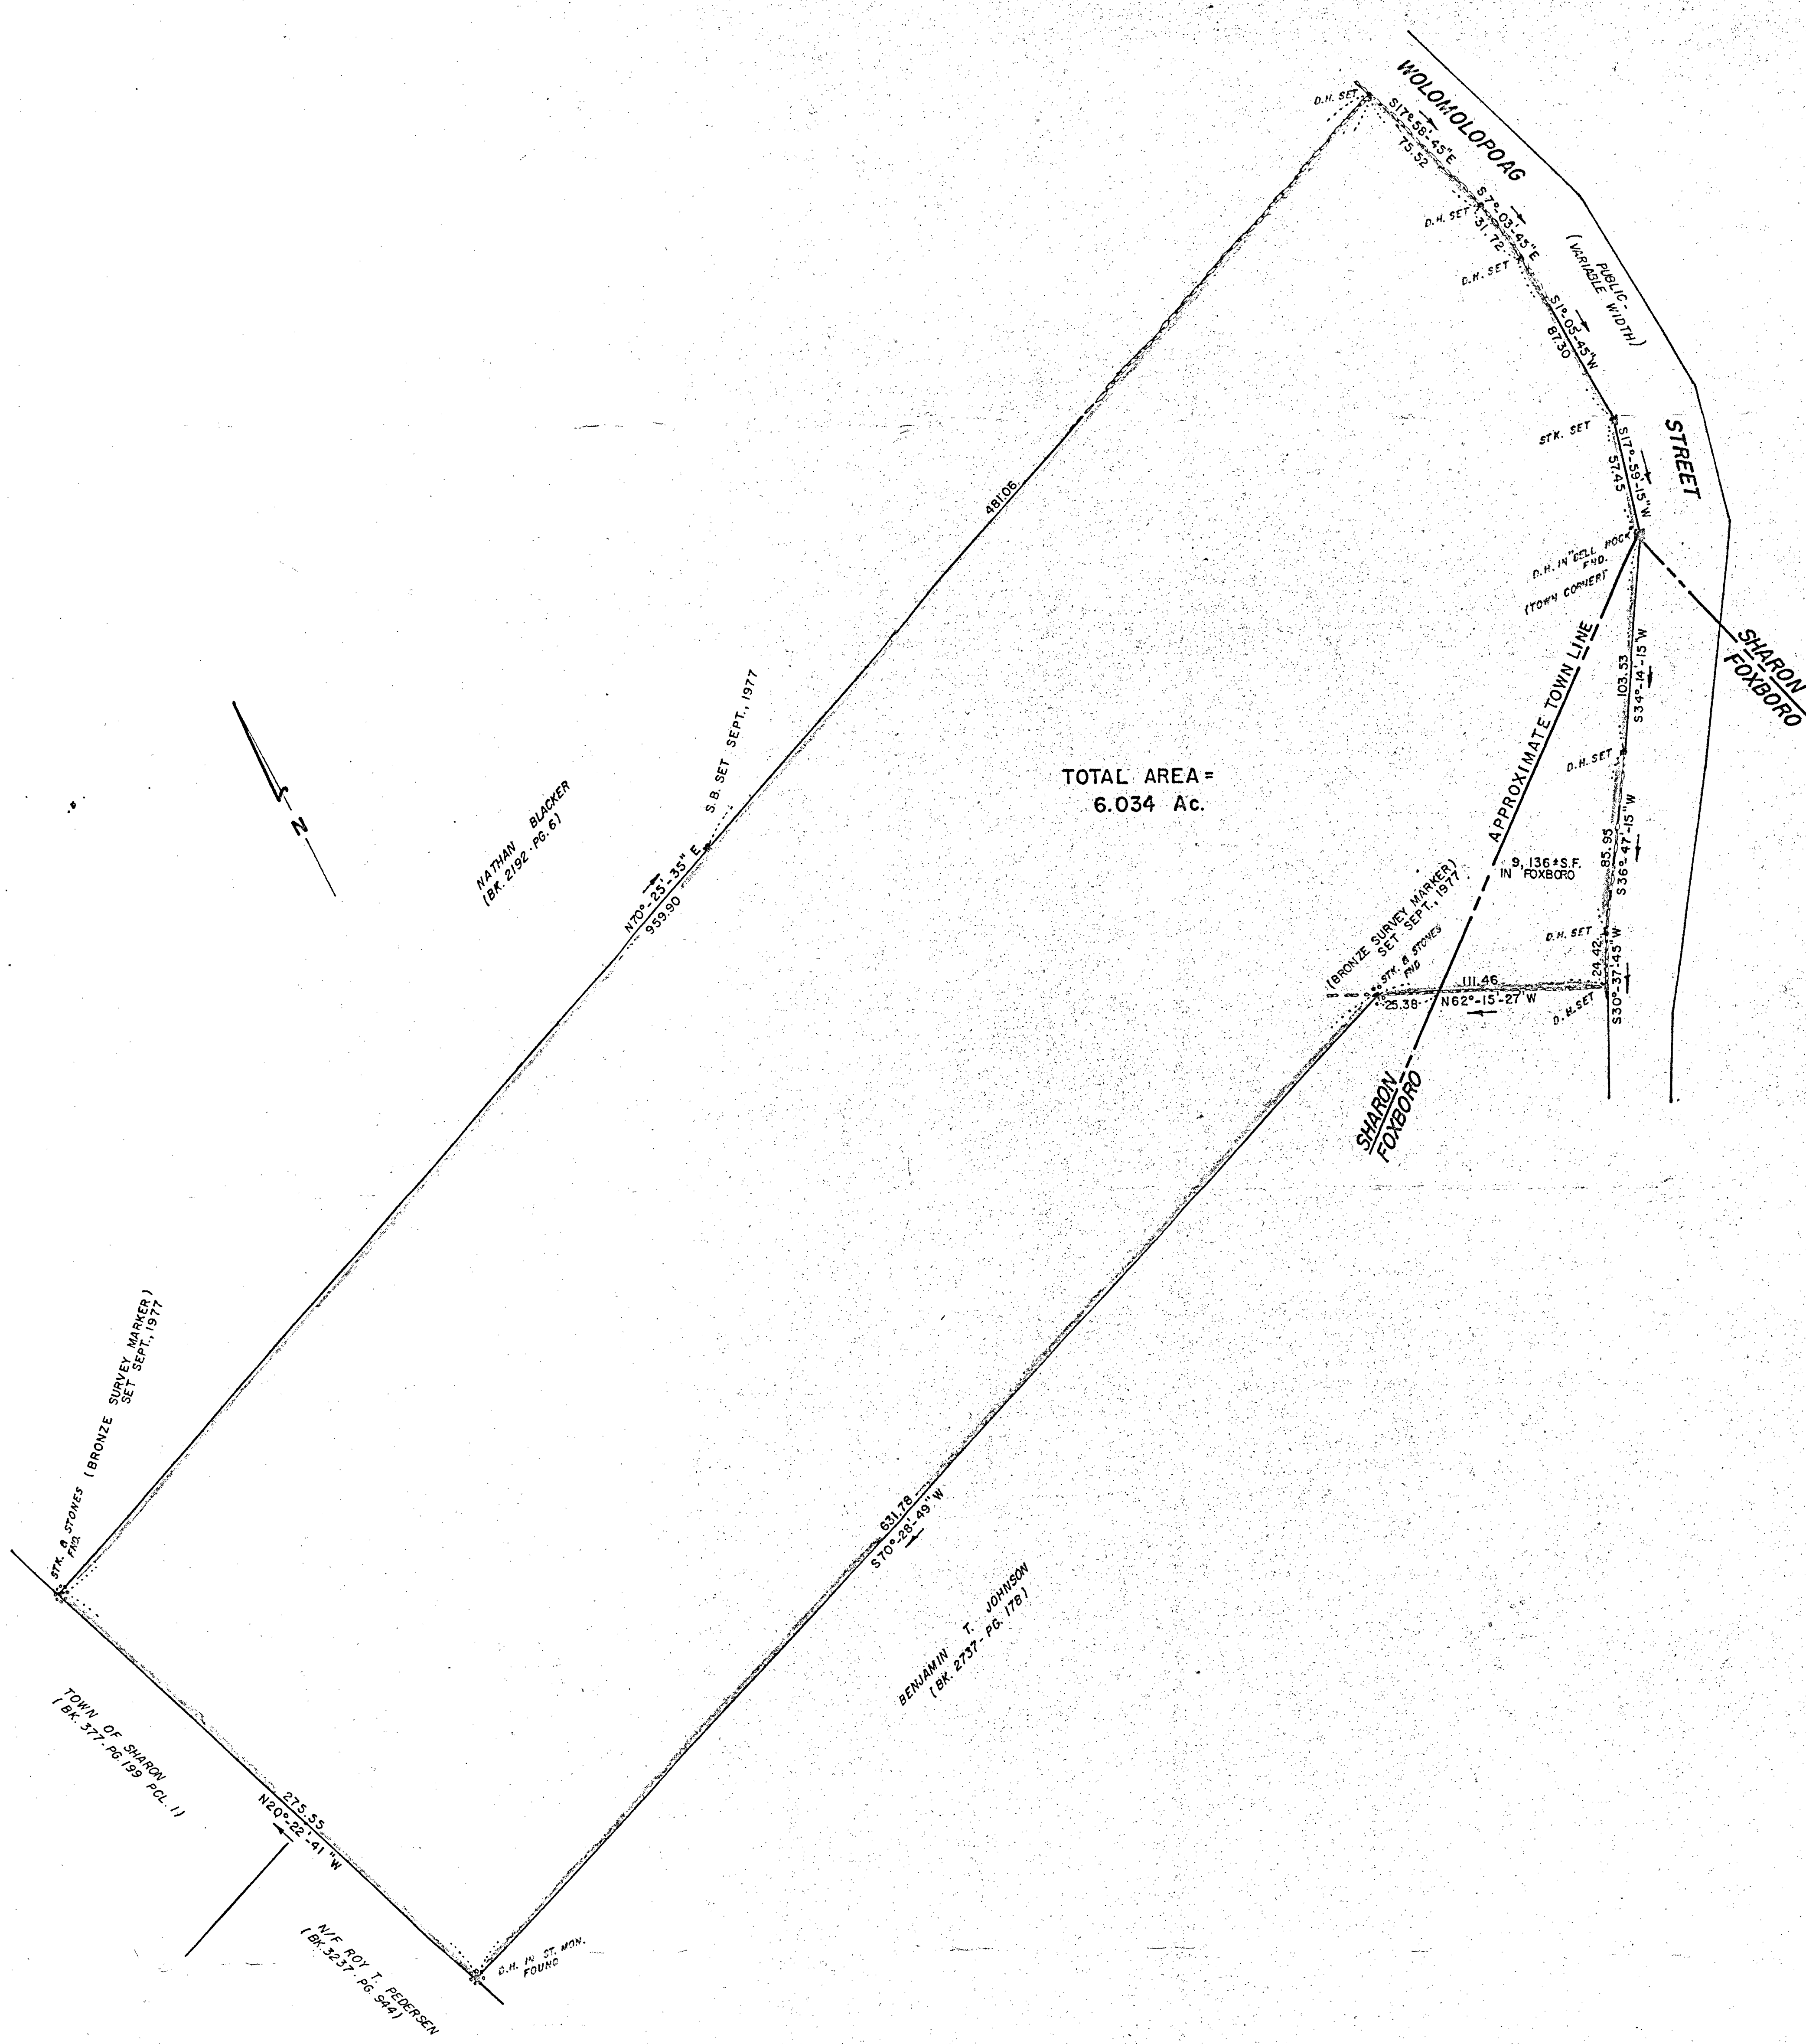 WOLOMOLOPOAG
D.H. SET
S17°-58'-45"E
75.52
S7°-03'-45"E
31.72
D.H. SET
D.H. SET
(PUBLIC-
VARIABLE WIDTH)
S1°-05'-45"W
87.30
STREET
STK. SET
S17°-59'-15"W
57.45
481.06
D.H. IN "BELL ROCK"
FND.
(TOWN CORNER)
SHARON
FOXBORO
APPROXIMATE TOWN LINE
103.53
S34°-14'-15"W
S.B. SET SEPT., 1977
D.H. SET
TOTAL AREA =
6.034 Ac.
NATHAN BLACKER
(BK. 2192 - PG. 6)
85.95
S36°-47'-15"W
9,136± S.F.
IN FOXBORO
N70°-25'-35"E
959.90
(BRONZE SURVEY MARKER)
SET SEPT., 1977
STK. & STONES
FND
D.H. SET
24.42
S30°-37'-45"W
111.46
25.38
N62°-15'-27"W
D.H. SET
N
SHARON
FOXBORO
STK. & STONES (BRONZE SURVEY MARKER)
FND. SET SEPT., 1977
631.78
S70°-28'-49"W
BENJAMIN T. JOHNSON
(BK. 2737 - PG. 178)
TOWN OF SHARON
(BK. 377 - PG. 199 PCL. 1)
275.55
N20°-22'-41"W
N/F ROY T. PEDERSEN
(BK. 3237 - PG. 944)
D.H. IN ST. MON.
FOUND